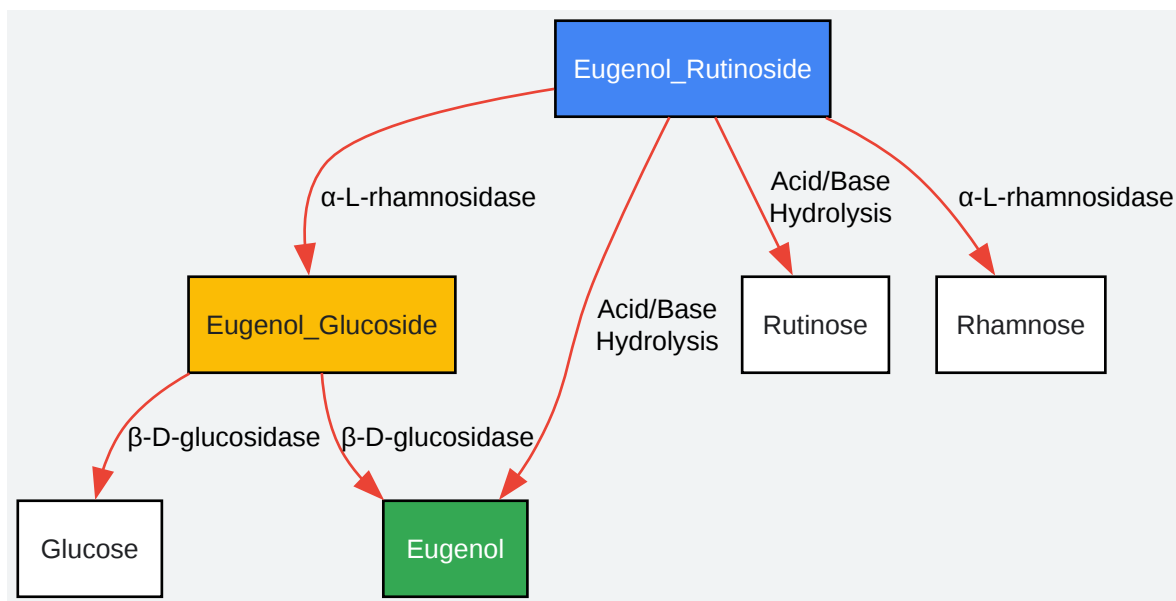 Eugenol_Rutinoside
α-L-rhamnosidase
Acid/Base
Hydrolysis
α-L-rhamnosidase
Eugenol_Glucoside
Acid/Base
Hydrolysis
Rutinose
Rhamnose
β-D-glucosidase
β-D-glucosidase
Glucose
Eugenol